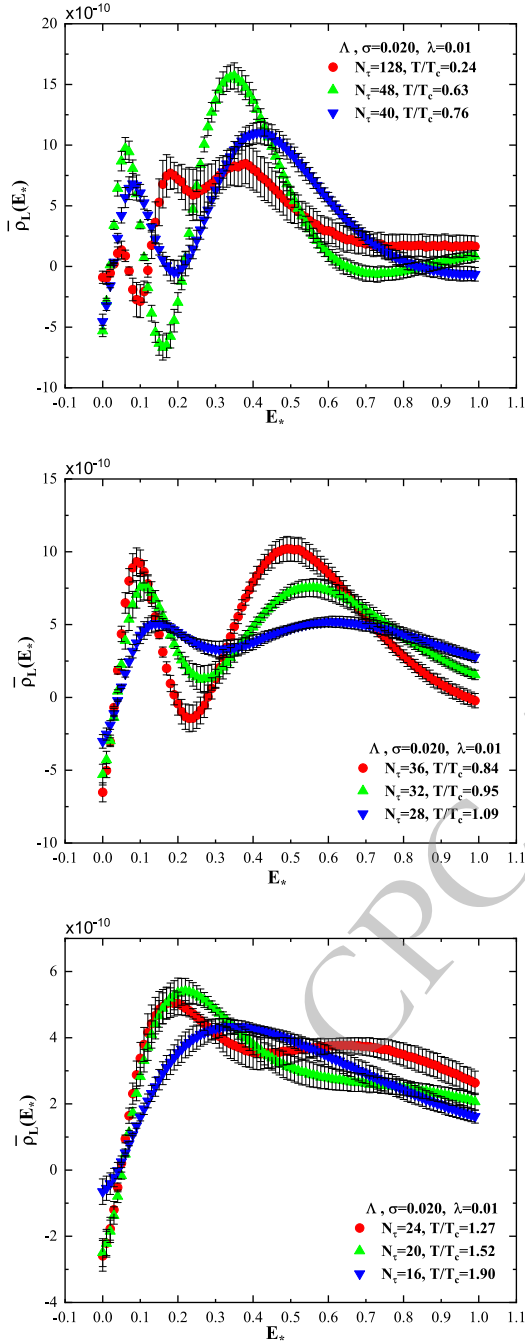 x10⁻¹⁰
20
15
10
5
0
-5
-10
ρ̄_L(E_*)
Λ , σ=0.020, λ=0.01
N_τ=128, T/T_c=0.24
N_τ=48, T/T_c=0.63
N_τ=40, T/T_c=0.76
-0.1 0.0 0.1 0.2 0.3 0.4 0.5 0.6 0.7 0.8 0.9 1.0 1.1
E_*
x10⁻¹⁰
15
10
5
0
-5
-10
ρ̄_L(E_*)
Λ , σ=0.020, λ=0.01
N_τ=36, T/T_c=0.84
N_τ=32, T/T_c=0.95
N_τ=28, T/T_c=1.09
-0.1 0.0 0.1 0.2 0.3 0.4 0.5 0.6 0.7 0.8 0.9 1.0 1.1
E_*
x10⁻¹⁰
6
4
2
0
-2
-4
ρ̄_L(E_*)
Λ , σ=0.020, λ=0.01
N_τ=24, T/T_c=1.27
N_τ=20, T/T_c=1.52
N_τ=16, T/T_c=1.90
-0.1 0.0 0.1 0.2 0.3 0.4 0.5 0.6 0.7 0.8 0.9 1.0 1.1
E_*
CPC